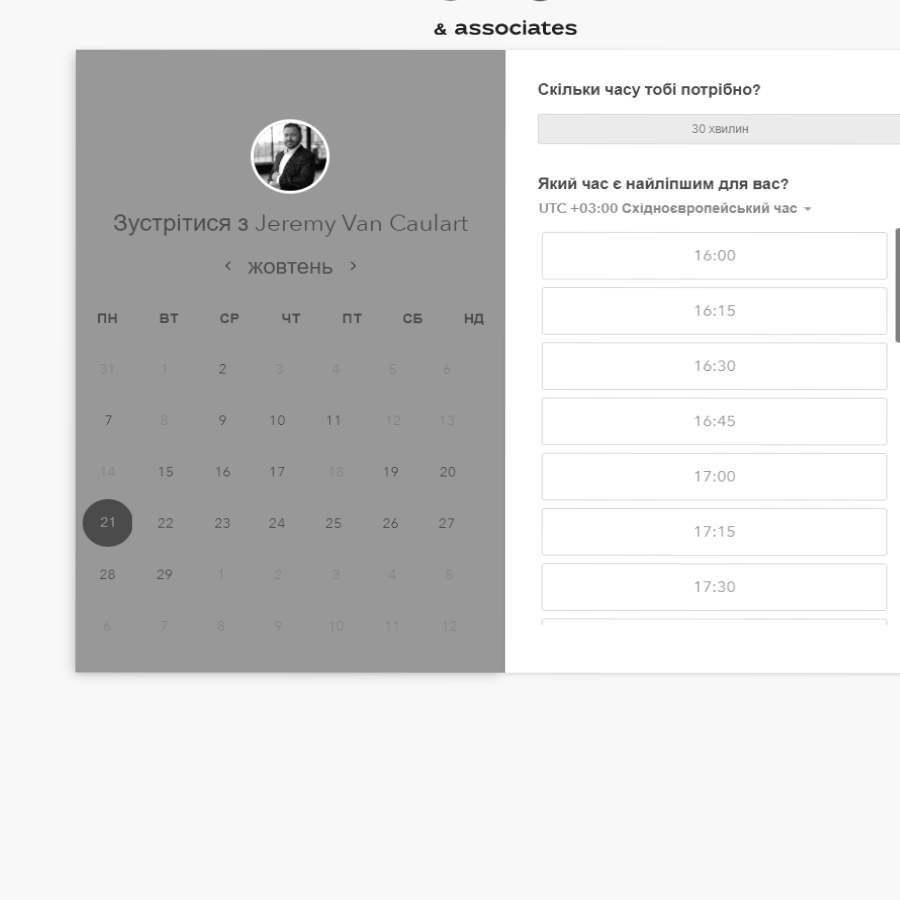 & associates
Зустрітися з Jeremy Van Caulart
жовтень
ПН ВТ СР ЧТ ПТ СБ НД
31 1 2 3 4 5 6
7 8 9 10 11 12 13
14 15 16 17 18 19 20
21 22 23 24 25 26 27
28 29 1 2 3 4 5
6 7 8 9 10 11 12
Скільки часу тобі потрібно?
30 хвилин
Який час є найліпшим для вас?
UTC +03:00 Східноєвропейський час
16:00
16:15
16:30
16:45
17:00
17:15
17:30